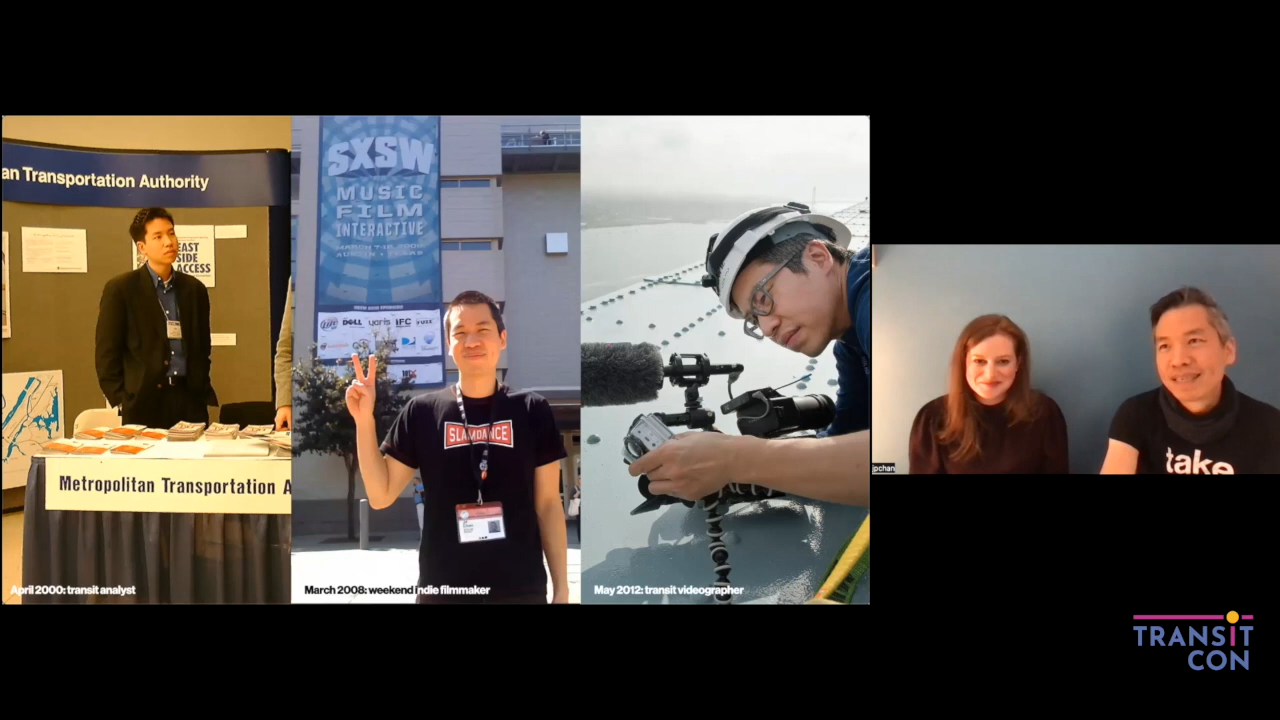 an Transportation Authority
EAST
SIDE
ACCESS
Metropolitan Transportation A
April 2000: transit analyst
SXSW
MUSIC
FILM
INTERACTIVE
DELL
IFC
SLAMDANCE
March 2008: weekend indie filmmaker
May 2012: transit videographer
take
jpchan
TRANSIT
CON